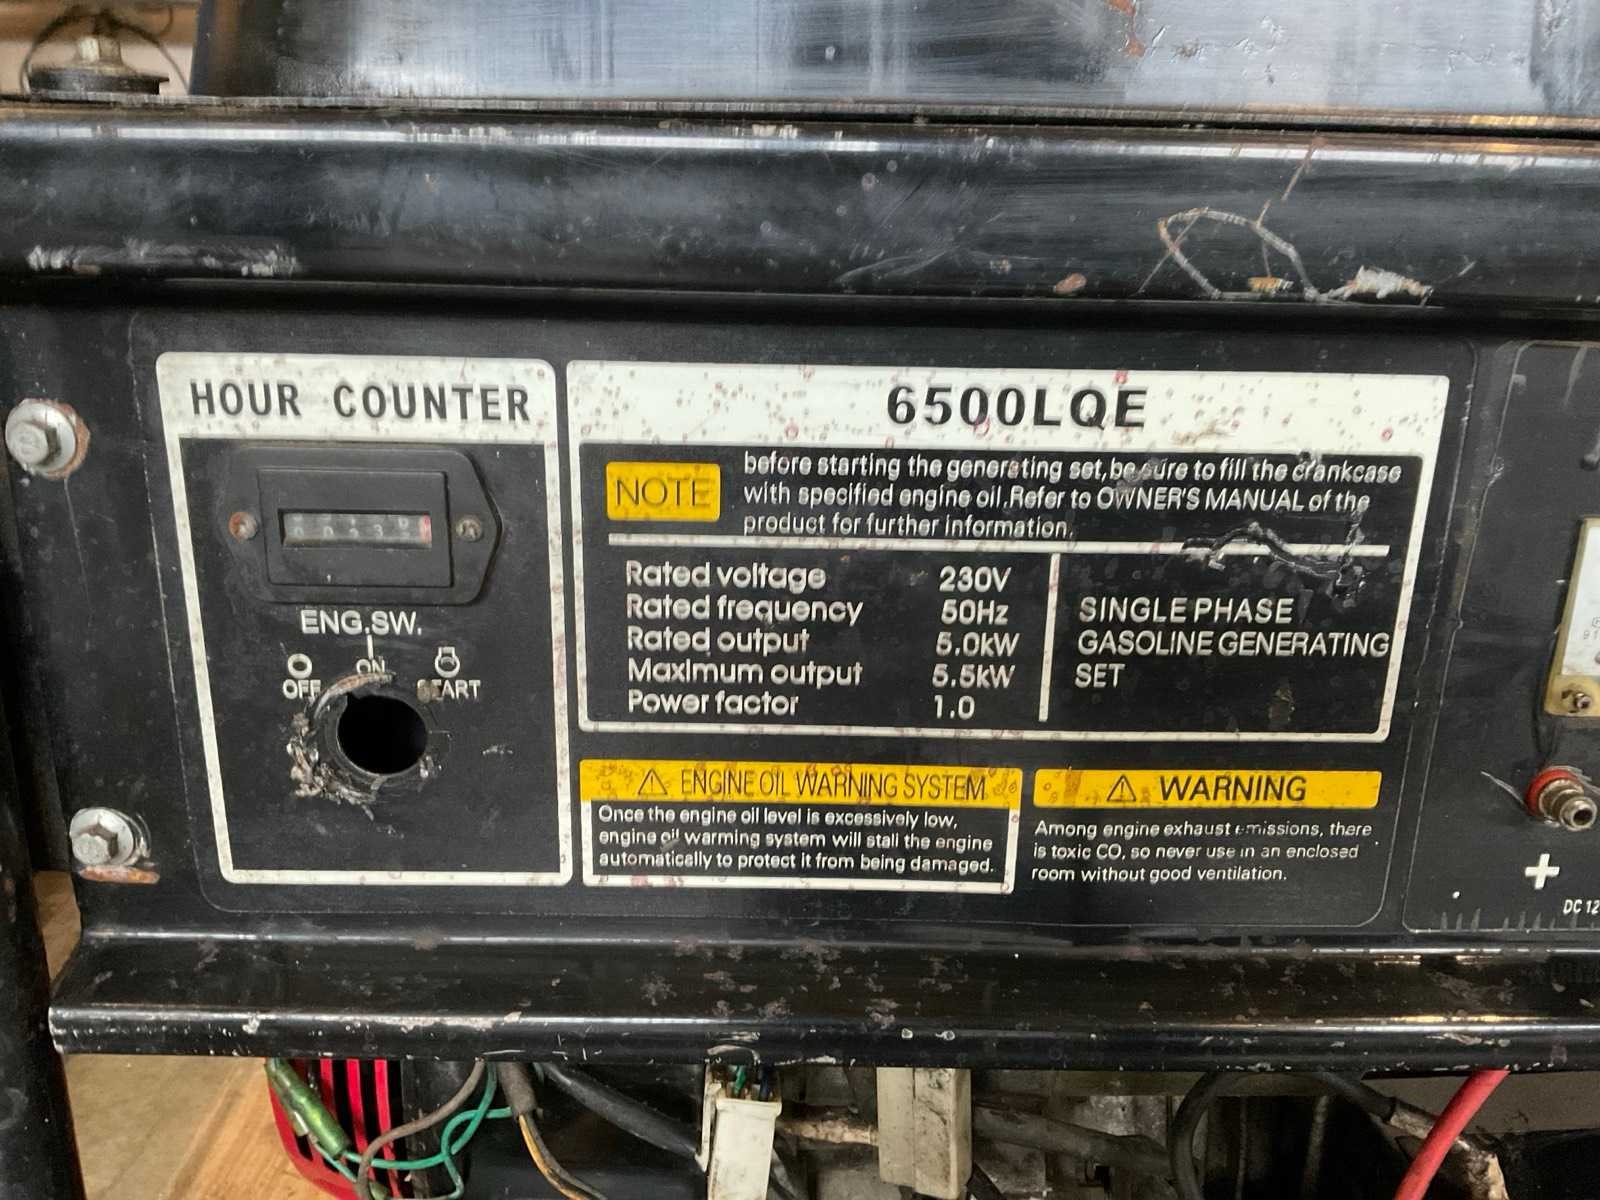 HOUR COUNTER
ENG.SW.
OFF
ON
START
6500LQE
NOTE
before starting the generating set, be sure to fill the crankcase
with specified engine oil. Refer to OWNER'S MANUAL of the
product for further information.
Rated voltage 230V
Rated frequency 50Hz
Rated output 5.0kW
Maximum output 5.5kW
Power factor 1.0
SINGLE PHASE
GASOLINE GENERATING
SET
⚠ ENGINE OIL WARNING SYSTEM
Once the engine oil level is excessively low,
engine oil warming system will stall the engine
automatically to protect it from being damaged.
⚠ WARNING
Among engine exhaust emissions, there
is toxic CO, so never use in an enclosed
room without good ventilation.
+
DC 12